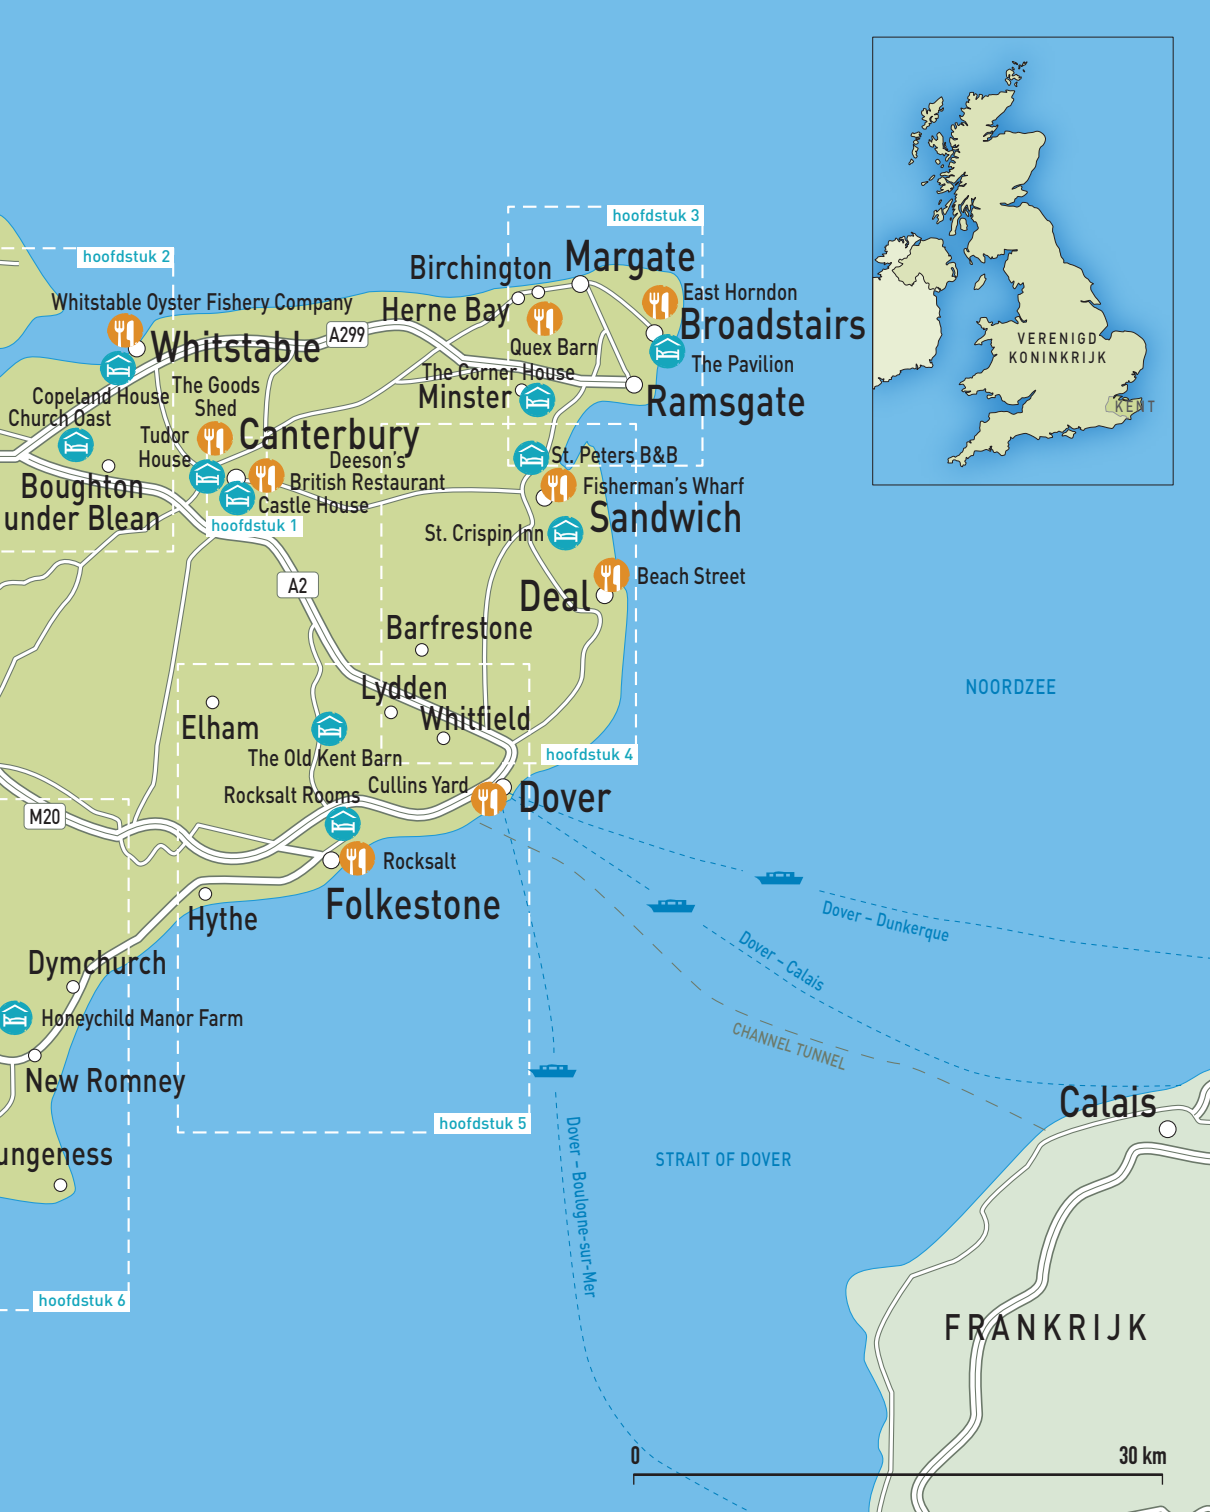 hoofdstuk 3
hoofdstuk 2
Margate
Birchington
Whitstable Oyster Fishery Company
East Horndon
Herne Bay
Broadstairs
A299
Whitstable
Quex Barn
The Pavilion
VERENIGD
KONINKRIJK
KENT
The Corner House
Copeland House
The Goods
Shed
Minster
Ramsgate
Church Oast
Tudor
House
Canterbury
Deeson's
British Restaurant
St. Peters B&B
Boughton
under Blean
Castle House
Fisherman's Wharf
hoofdstuk 1
Sandwich
St. Crispin Inn
A2
Beach Street
Deal
Barfrestone
NOORDZEE
Lydden
Whitfield
Elham
The Old Kent Barn
hoofdstuk 4
Cullins Yard
Rocksalt Rooms
Dover
M20
Rocksalt
Folkestone
Hythe
Dover – Dunkerque
Dover – Calais
Dymchurch
Honeychild Manor Farm
CHANNEL TUNNEL
New Romney
Calais
hoofdstuk 5
Dover – Boulogne-sur-Mer
ungeness
STRAIT OF DOVER
hoofdstuk 6
FRANKRIJK
0
30 km